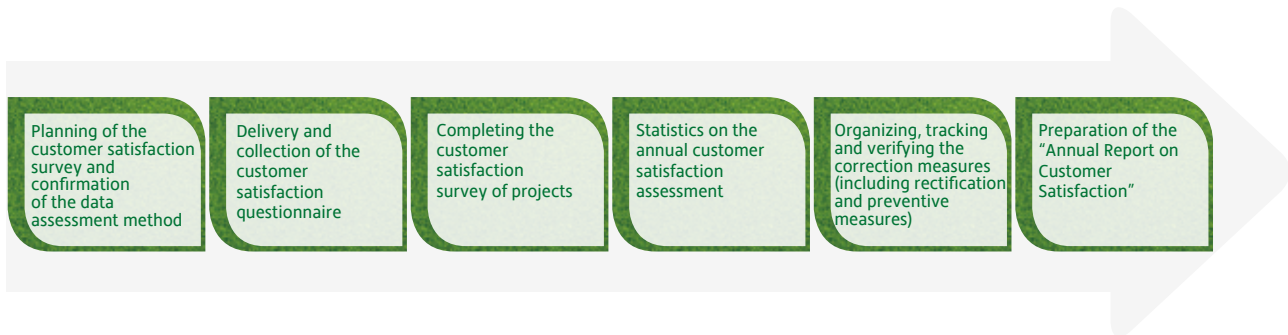 Planning of the
customer satisfaction
survey and
confirmation
of the data
assessment method
Delivery and
collection of the
customer
satisfaction
questionnaire
Completing the
customer
satisfaction
survey of projects
Statistics on the
annual customer
satisfaction
assessment
Organizing, tracking
and verifying the
correction measures
(including rectification
and preventive
measures)
Preparation of the
“Annual Report on
Customer
Satisfaction”